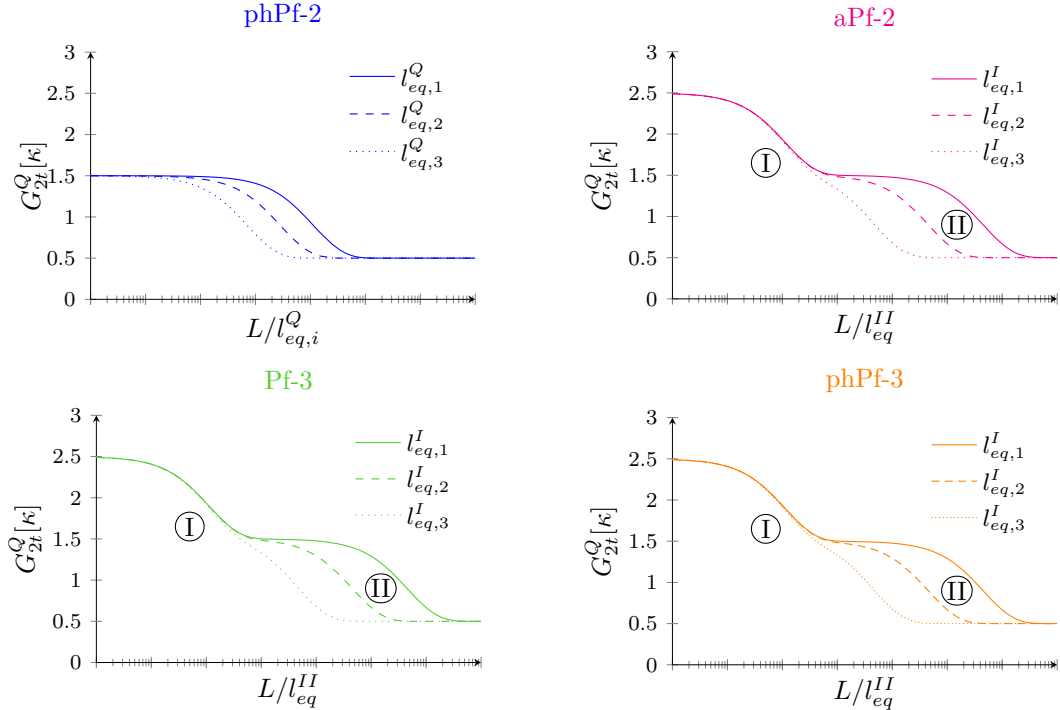 phPf-2
3
2.5
2
1.5
1
0.5
0
G^Q_{2t}[κ]
L/l^Q_{eq,i}
l^Q_{eq,1}
l^Q_{eq,2}
l^Q_{eq,3}
aPf-2
3
2.5
2
1.5
1
0.5
0
G^Q_{2t}[κ]
L/l^{II}_{eq}
l^I_{eq,1}
l^I_{eq,2}
l^I_{eq,3}
I
II
Pf-3
3
2.5
2
1.5
1
0.5
0
G^Q_{2t}[κ]
L/l^{II}_{eq}
l^I_{eq,1}
l^I_{eq,2}
l^I_{eq,3}
I
II
phPf-3
3
2.5
2
1.5
1
0.5
0
G^Q_{2t}[κ]
L/l^{II}_{eq}
l^I_{eq,1}
l^I_{eq,2}
l^I_{eq,3}
I
II